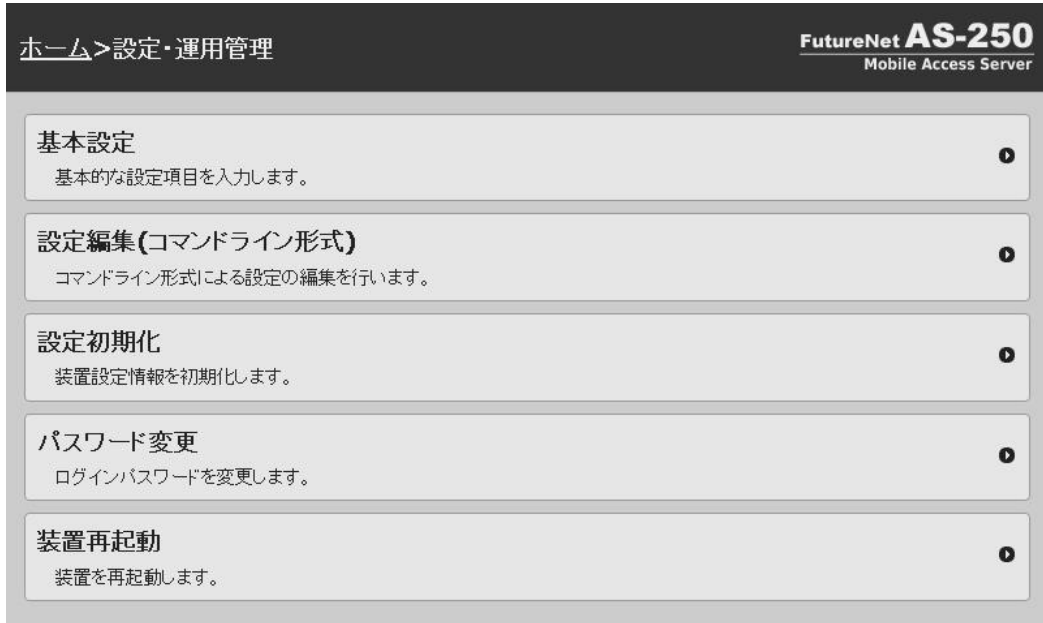 ホーム>設定・運用管理
FutureNet AS-250
Mobile Access Server
基本設定
基本的な設定項目を入力します。
設定編集(コマンドライン形式)
コマンドライン形式による設定の編集を行います。
設定初期化
装置設定情報を初期化します。
パスワード変更
ログインパスワードを変更します。
装置再起動
装置を再起動します。